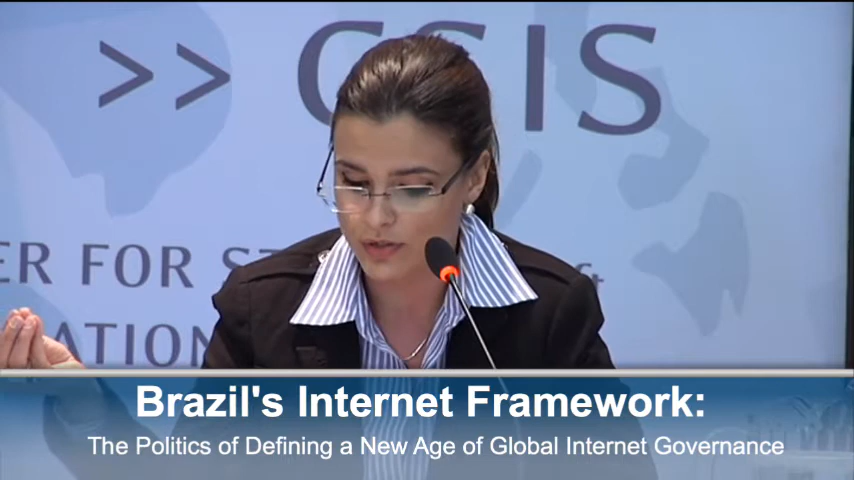 >> CSIS
ER FOR ST &
ATION
Brazil's Internet Framework:
The Politics of Defining a New Age of Global Internet Governance